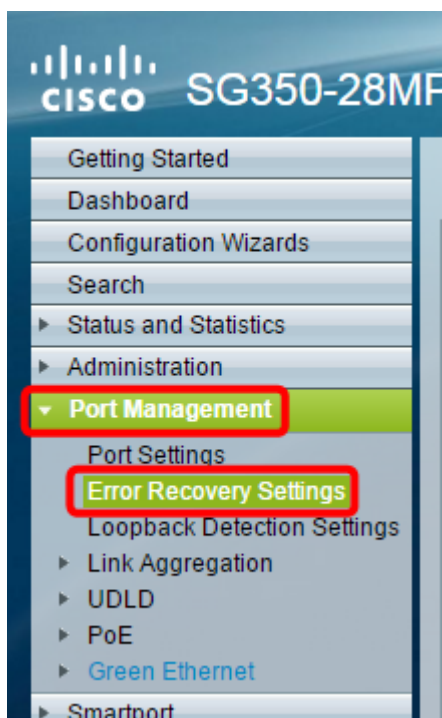 CISCO SG350-28MP
Getting Started
Dashboard
Configuration Wizards
Search
Status and Statistics
Administration
Port Management
Port Settings
Error Recovery Settings
Loopback Detection Settings
Link Aggregation
UDLD
PoE
Green Ethernet
Smartport